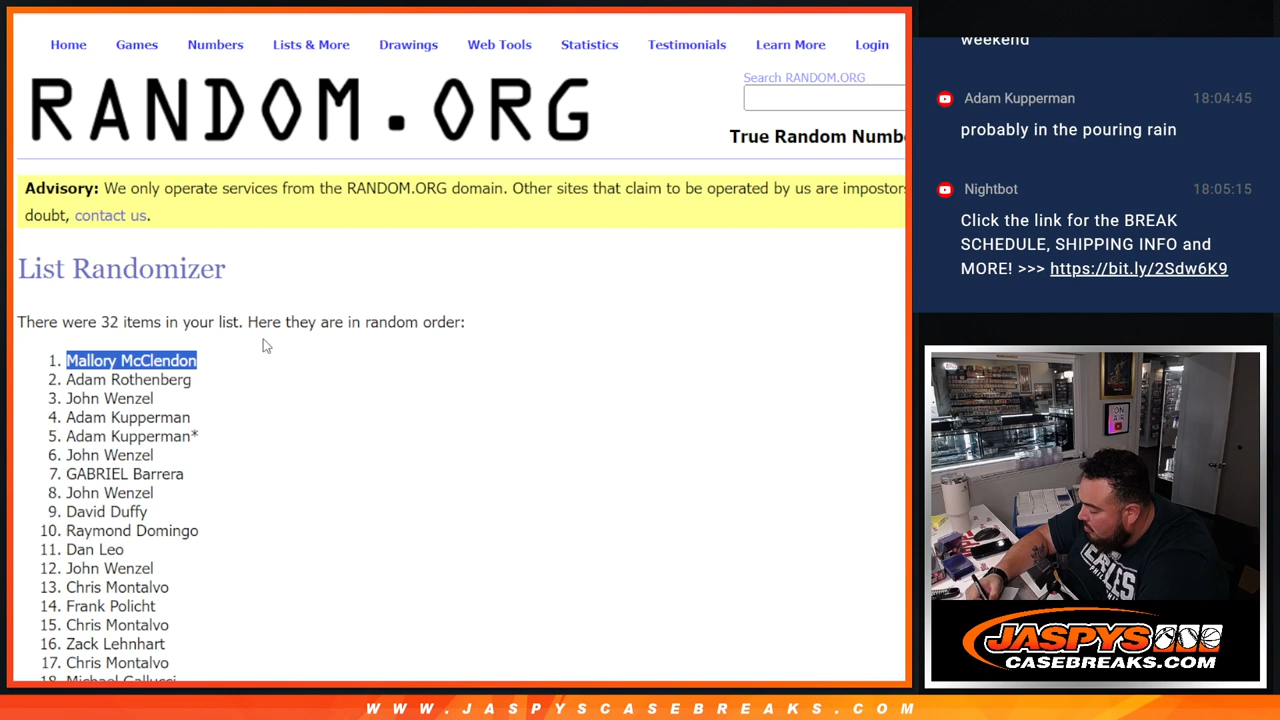 Home Games Numbers Lists & More Drawings Web Tools Statistics Testimonials Learn More Login
RANDOM.ORG
Search RANDOM.ORG
True Random Numb
Advisory: We only operate services from the RANDOM.ORG domain. Other sites that claim to be operated by us are impostors
doubt, contact us.
List Randomizer
There were 32 items in your list. Here they are in random order:
1. Mallory McClendon
2. Adam Rothenberg
3. John Wenzel
4. Adam Kupperman
5. Adam Kupperman*
6. John Wenzel
7. GABRIEL Barrera
8. John Wenzel
9. David Duffy
10. Raymond Domingo
11. Dan Leo
12. John Wenzel
13. Chris Montalvo
14. Frank Policht
15. Chris Montalvo
16. Zack Lehnhart
17. Chris Montalvo
18. Michael Gallucci
weekend
Adam Kupperman 18:04:45
probably in the pouring rain
Nightbot 18:05:15
Click the link for the BREAK
SCHEDULE, SHIPPING INFO and
MORE! >>> https://bit.ly/2Sdw6K9
ON
AIR
EAGLES
JASPYS
CASEBREAKS.COM
WWW.JASPYSCASEBREAKS.COM